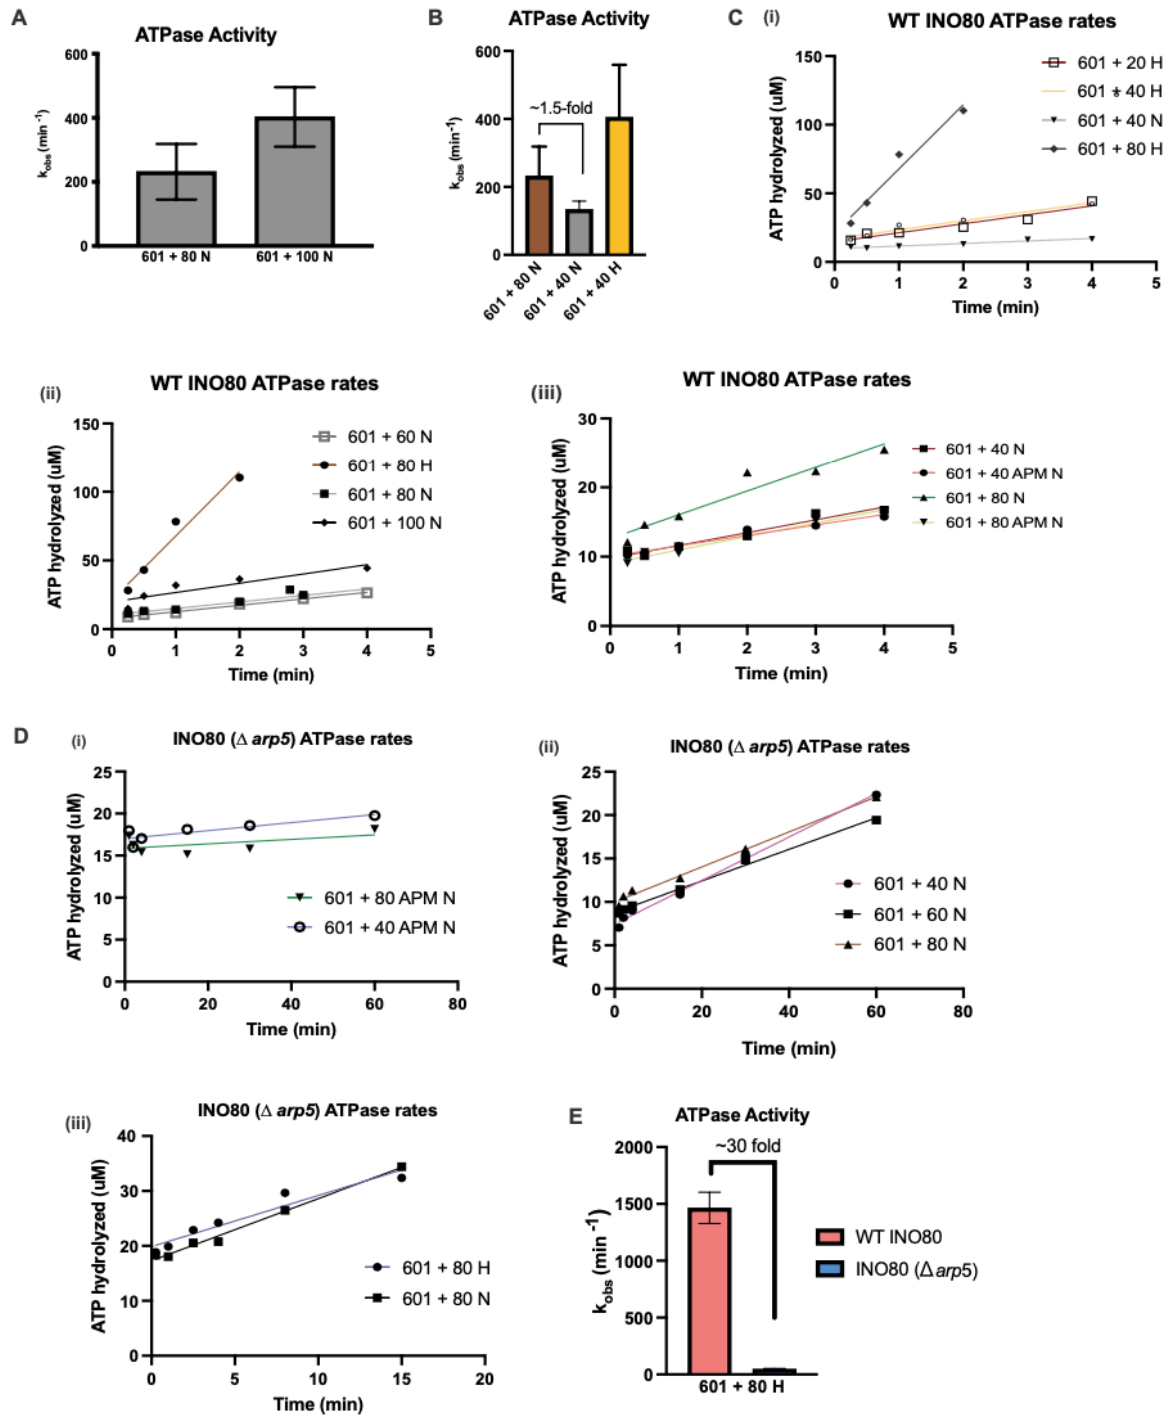 A
ATPase Activity
600
400
200
0
k_obs (min⁻¹)
601 + 80 N
601 + 100 N
B
ATPase Activity
600
400
200
0
k_obs (min⁻¹)
~1.5-fold
601 + 80 N
601 + 40 N
601 + 40 H
C
(i)
WT INO80 ATPase rates
150
100
50
0
ATP hydrolyzed (uM)
0 1 2 3 4 5
Time (min)
601 + 20 H
601 + 40 H
601 + 40 N
601 + 80 H
(ii)
WT INO80 ATPase rates
150
100
50
0
ATP hydrolyzed (uM)
0 1 2 3 4 5
Time (min)
601 + 60 N
601 + 80 H
601 + 80 N
601 + 100 N
(iii)
WT INO80 ATPase rates
30
20
10
0
ATP hydrolyzed (uM)
0 1 2 3 4 5
Time (min)
601 + 40 N
601 + 40 APM N
601 + 80 N
601 + 80 APM N
D
(i)
INO80 (Δ arp5) ATPase rates
25
20
15
10
5
0
ATP hydrolyzed (uM)
0 20 40 60 80
Time (min)
601 + 80 APM N
601 + 40 APM N
(ii)
INO80 (Δ arp5) ATPase rates
25
20
15
10
5
0
ATP hydrolyzed (uM)
0 20 40 60 80
Time (min)
601 + 40 N
601 + 60 N
601 + 80 N
(iii)
INO80 (Δ arp5) ATPase rates
40
30
20
10
0
ATP hydrolyzed (uM)
0 5 10 15 20
Time (min)
601 + 80 H
601 + 80 N
E
ATPase Activity
2000
1500
1000
500
0
k_obs (min⁻¹)
~30 fold
601 + 80 H
WT INO80
INO80 (Δarp5)